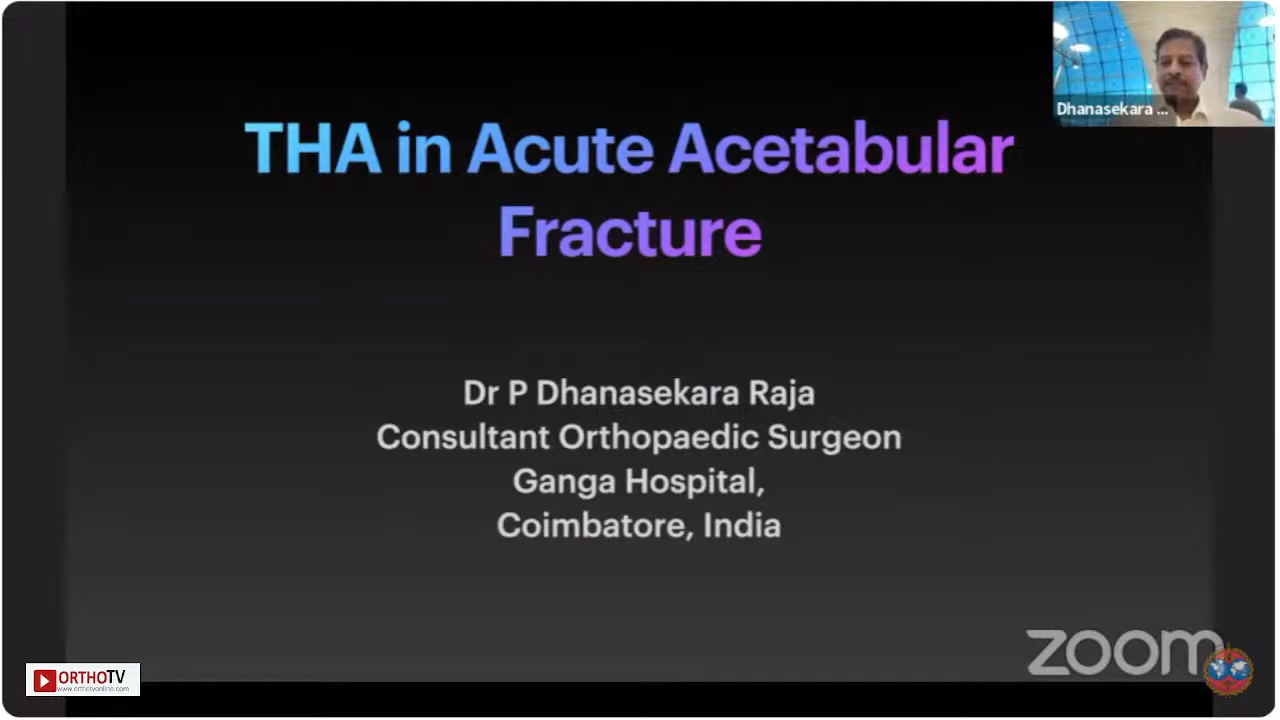 Dhanasekara ...
THA in Acute Acetabular
Fracture
Dr P Dhanasekara Raja
Consultant Orthopaedic Surgeon
Ganga Hospital,
Coimbatore, India
zoom
ORTHOTV
www.orthotvonline.com